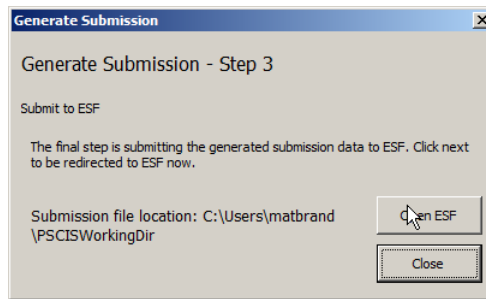 Generate Submission
Generate Submission - Step 3
Submit to ESF
The final step is submitting the generated submission data to ESF. Click next
to be redirected to ESF now.
Submission file location: C:\Users\matbrand
\PSCISWorkingDir
Open ESF
Close